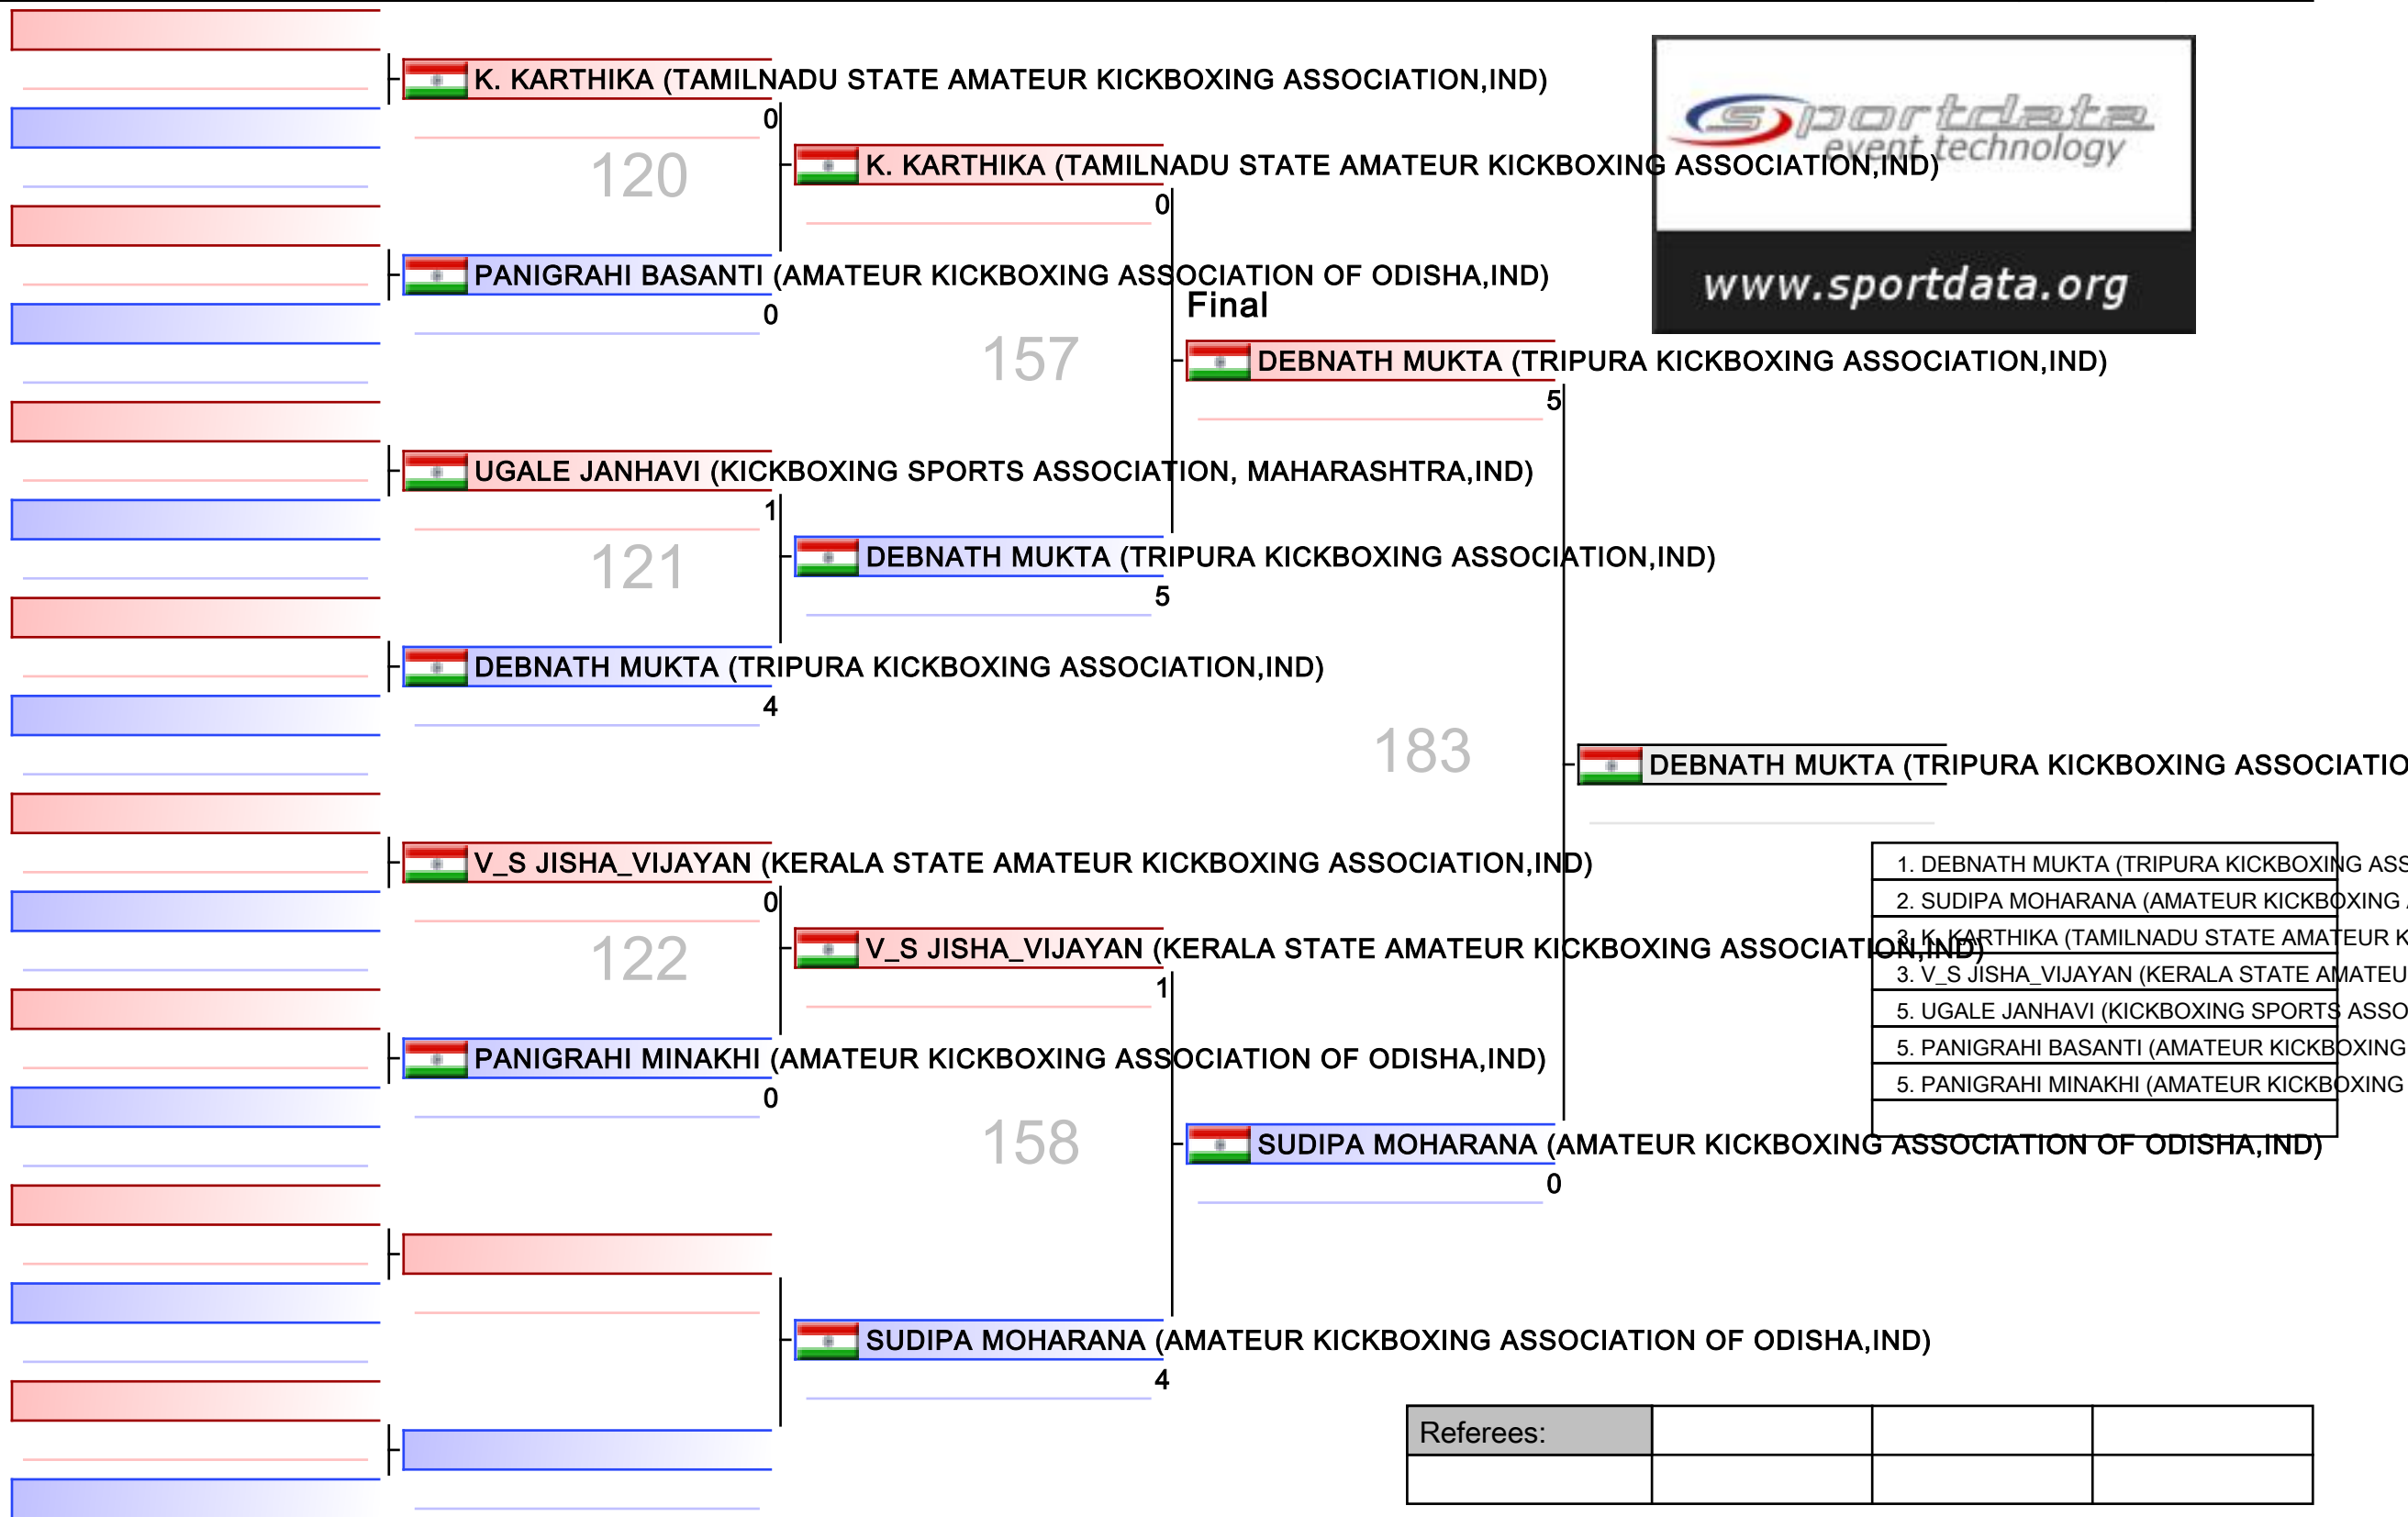 K. KARTHIKA (TAMILNADU STATE AMATEUR KICKBOXING ASSOCIATION,IND)
0
120
PANIGRAHI BASANTI (AMATEUR KICKBOXING ASSOCIATION OF ODISHA,IND)
0
UGALE JANHAVI (KICKBOXING SPORTS ASSOCIATION, MAHARASHTRA,IND)
1
121
DEBNATH MUKTA (TRIPURA KICKBOXING ASSOCIATION,IND)
4
V_S JISHA_VIJAYAN (KERALA STATE AMATEUR KICKBOXING ASSOCIATION,IND)
0
122
PANIGRAHI MINAKHI (AMATEUR KICKBOXING ASSOCIATION OF ODISHA,IND)
0
K. KARTHIKA (TAMILNADU STATE AMATEUR KICKBOXING ASSOCIATION,IND)
0
157
DEBNATH MUKTA (TRIPURA KICKBOXING ASSOCIATION,IND)
5
V_S JISHA_VIJAYAN (KERALA STATE AMATEUR KICKBOXING ASSOCIATION,IND)
1
158
SUDIPA MOHARANA (AMATEUR KICKBOXING ASSOCIATION OF ODISHA,IND)
4
Final
DEBNATH MUKTA (TRIPURA KICKBOXING ASSOCIATION,IND)
5
183
SUDIPA MOHARANA (AMATEUR KICKBOXING ASSOCIATION OF ODISHA,IND)
0
DEBNATH MUKTA (TRIPURA KICKBOXING ASSOCIATIO
sportdata
event technology
www.sportdata.org
1. DEBNATH MUKTA (TRIPURA KICKBOXING ASS
2. SUDIPA MOHARANA (AMATEUR KICKBOXING
3. K. KARTHIKA (TAMILNADU STATE AMATEUR K
3. V_S JISHA_VIJAYAN (KERALA STATE AMATEU
5. UGALE JANHAVI (KICKBOXING SPORTS ASSO
5. PANIGRAHI BASANTI (AMATEUR KICKBOXING
5. PANIGRAHI MINAKHI (AMATEUR KICKBOXING
Referees: